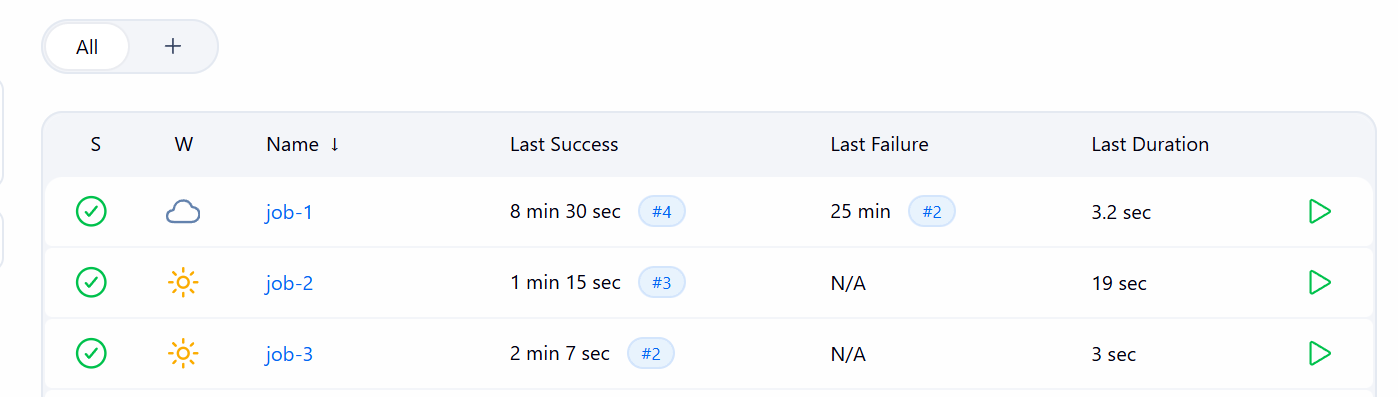 All +
S W Name ↓ Last Success Last Failure Last Duration
job-1 8 min 30 sec #4 25 min #2 3.2 sec
job-2 1 min 15 sec #3 N/A 19 sec
job-3 2 min 7 sec #2 N/A 3 sec